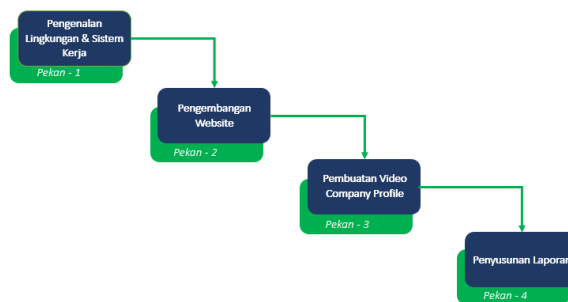 Pengenalan
Lingkungan & Sistem
Kerja
Pekan - 1
Pengembangan
Website
Pekan - 2
Pembuatan Video
Company Profile
Pekan - 3
Penyusunan Laporan
Pekan - 4